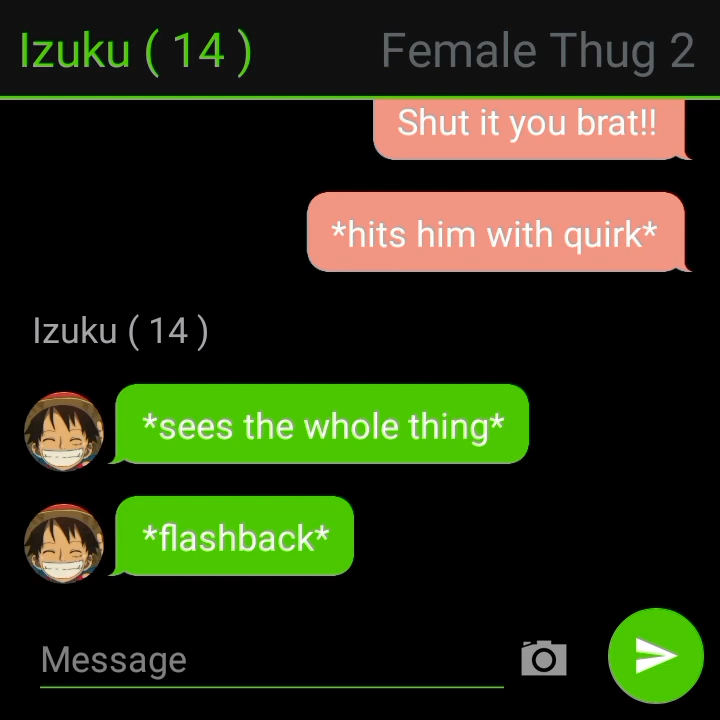 Izuku ( 14 ) Female Thug 2
Shut it you brat!!
*hits him with quirk*
Izuku ( 14 )
*sees the whole thing*
*flashback*
Message